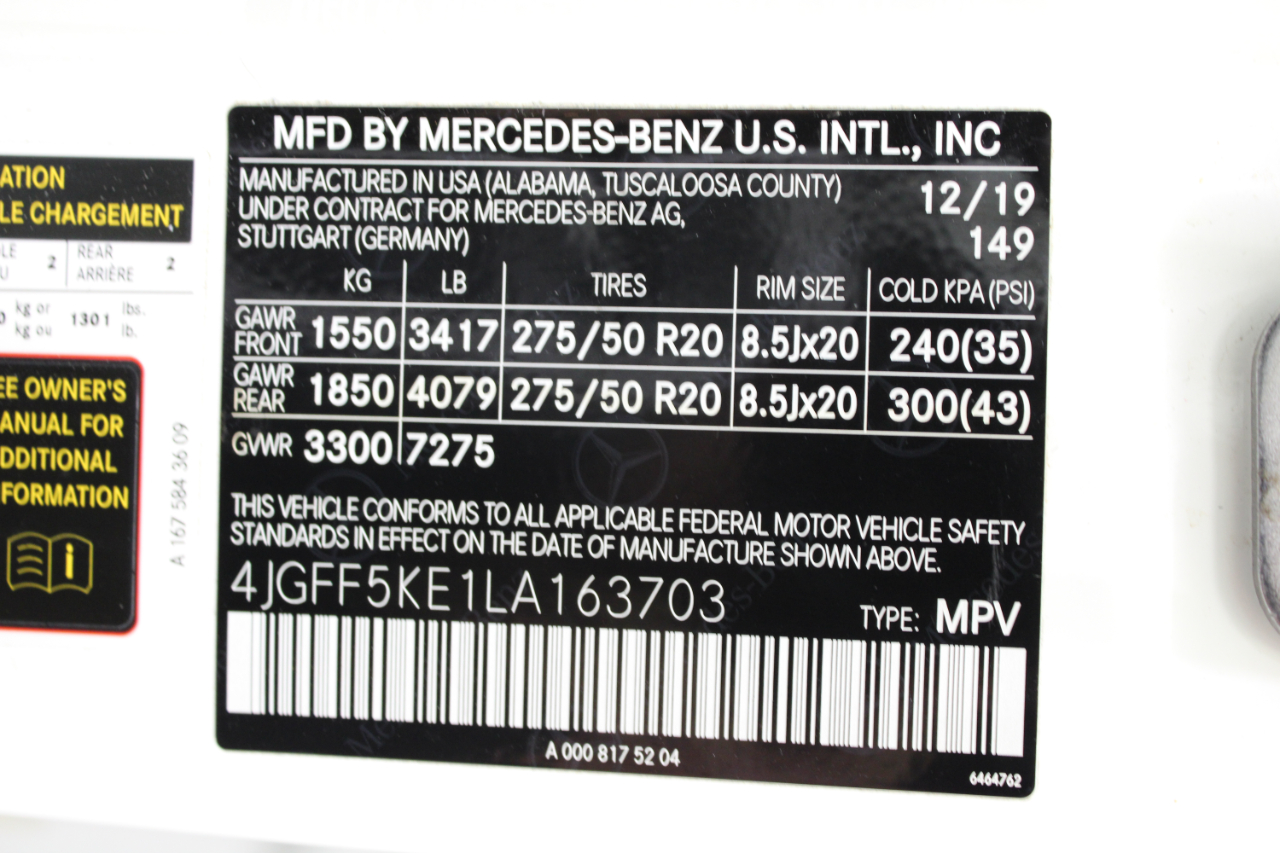 MFD BY MERCEDES-BENZ U.S. INTL., INC
MANUFACTURED IN USA (ALABAMA, TUSCALOOSA COUNTY) 12/19
UNDER CONTRACT FOR MERCEDES-BENZ AG,
STUTTGART (GERMANY) 149
KG LB TIRES RIM SIZE COLD KPA (PSI)
GAWR FRONT 1550 3417 275/50 R20 8.5Jx20 240(35)
GAWR REAR 1850 4079 275/50 R20 8.5Jx20 300(43)
GVWR 3300 7275
THIS VEHICLE CONFORMS TO ALL APPLICABLE FEDERAL MOTOR VEHICLE SAFETY
STANDARDS IN EFFECT ON THE DATE OF MANUFACTURE SHOWN ABOVE.
4JGFF5KE1LA163703
TYPE: MPV
A 000 817 52 04
6464762
ATION
LE CHARGEMENT
LE 2 REAR 2
U ARRIÈRE
0 kg or 1301 lbs.
kg ou lb.
EE OWNER'S
ANUAL FOR
DDITIONAL
FORMATION
A 167 584 36 09